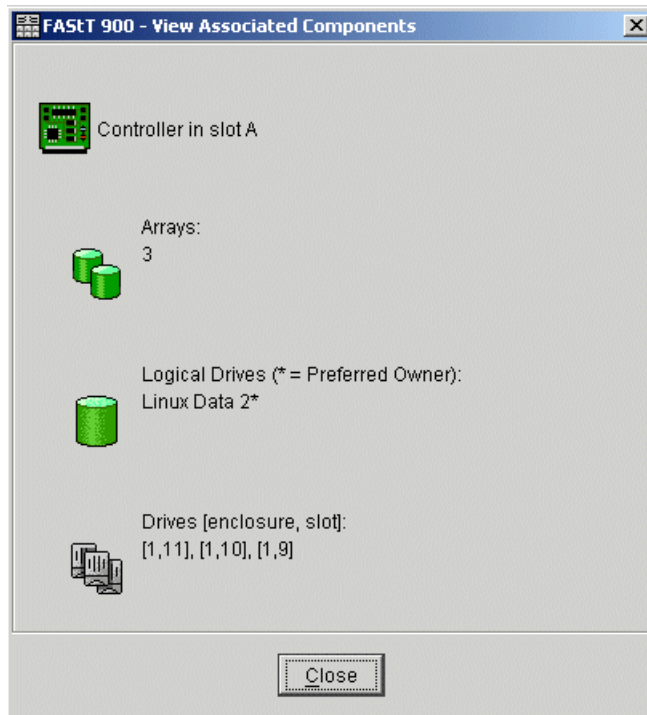 FAStT 900 - View Associated Components
Controller in slot A
Arrays:
3
Logical Drives (* = Preferred Owner):
Linux Data 2*
Drives [enclosure, slot]:
[1,11], [1,10], [1,9]
Close